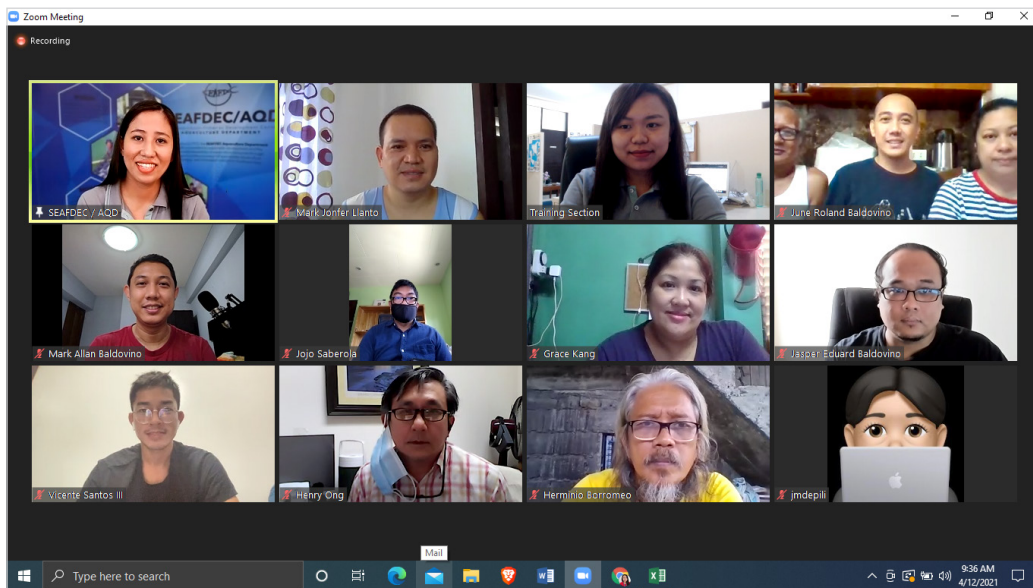 Zoom Meeting
Recording
EAFDEC/AQD
SEAFDEC / AQD
Mark Jonfer Llanto
Training Section
June Roland Baldovino
Mark Allan Baldovino
Jojo Saberola
Grace Kang
Jasper Eduard Baldovino
Vicente Santos III
Henry Ong
Herminio Borromeo
jmdepili
Mail
Type here to search
9:36 AM
4/12/2021